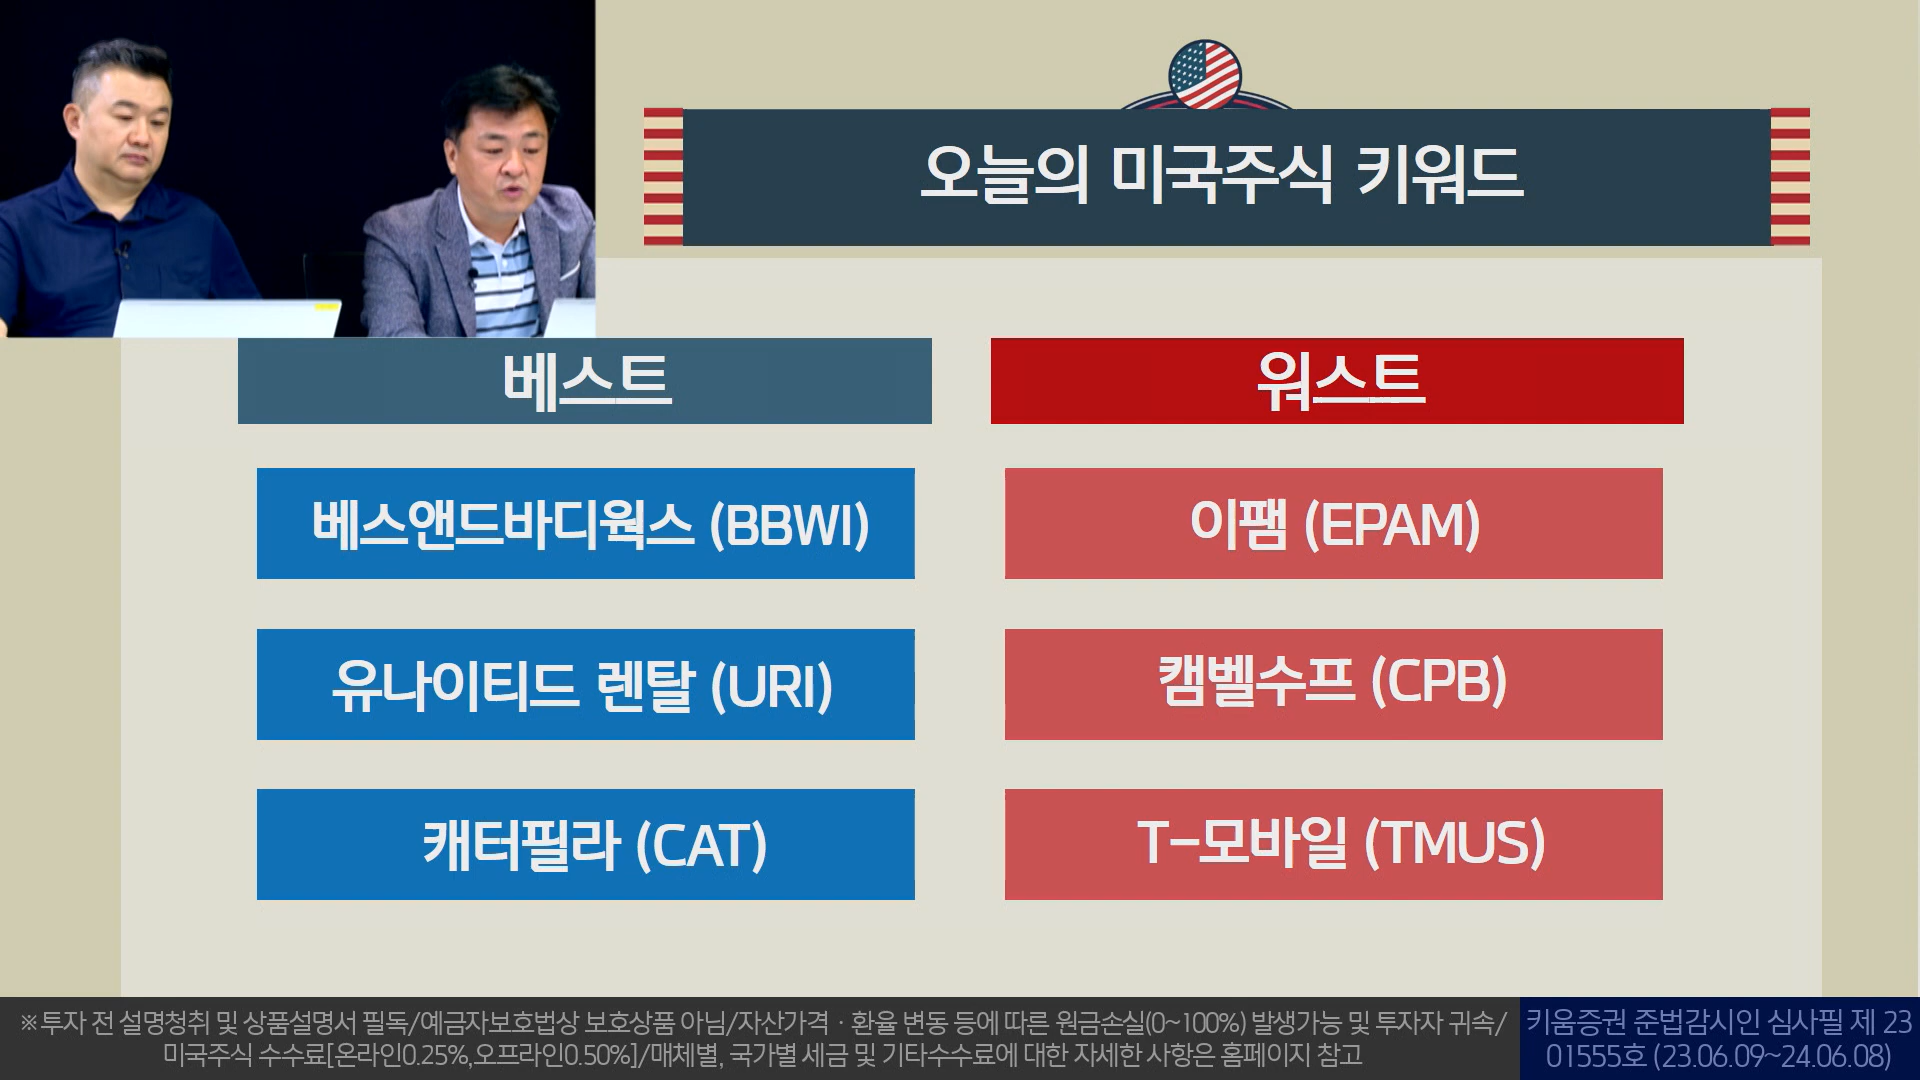 오늘의 미국주식 키워드
베스트
워스트
베스앤드바디웍스 (BBWI)
이팸 (EPAM)
유나이티드 렌탈 (URI)
캠벨수프 (CPB)
캐터필라 (CAT)
T-모바일 (TMUS)
※투자 전 설명청취 및 상품설명서 필독/예금자보호법상 보호상품 아님/자산가격 · 환율 변동 등에 따른 원금손실(0~100%) 발생가능 및 투자자 귀속/
미국주식 수수료[온라인0.25%,오프라인0.50%]/매체별, 국가별 세금 및 기타수수료에 대한 자세한 사항은 홈페이지 참고
키움증권 준법감시인 심사필 제 23
01555호 (23.06.09~24.06.08)